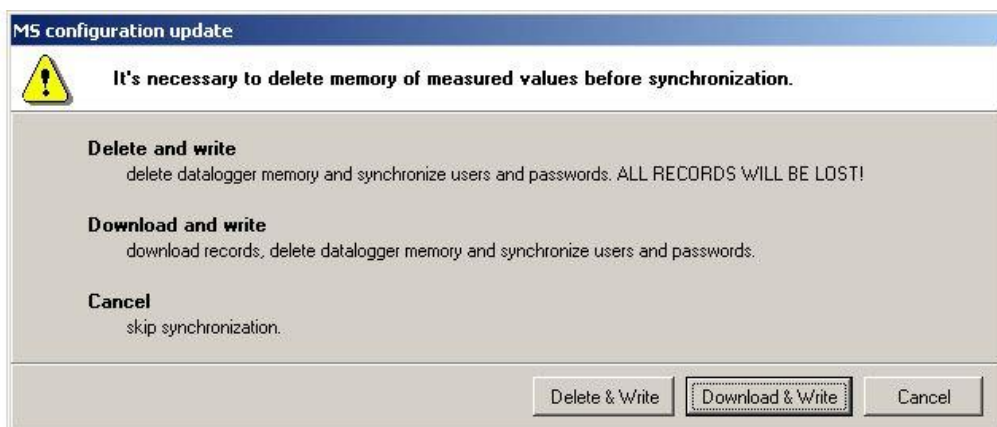 MS configuration update
It's necessary to delete memory of measured values before synchronization.
Delete and write
delete datalogger memory and synchronize users and passwords. ALL RECORDS WILL BE LOST!
Download and write
download records, delete datalogger memory and synchronize users and passwords.
Cancel
skip synchronization.
Delete & Write Download & Write Cancel